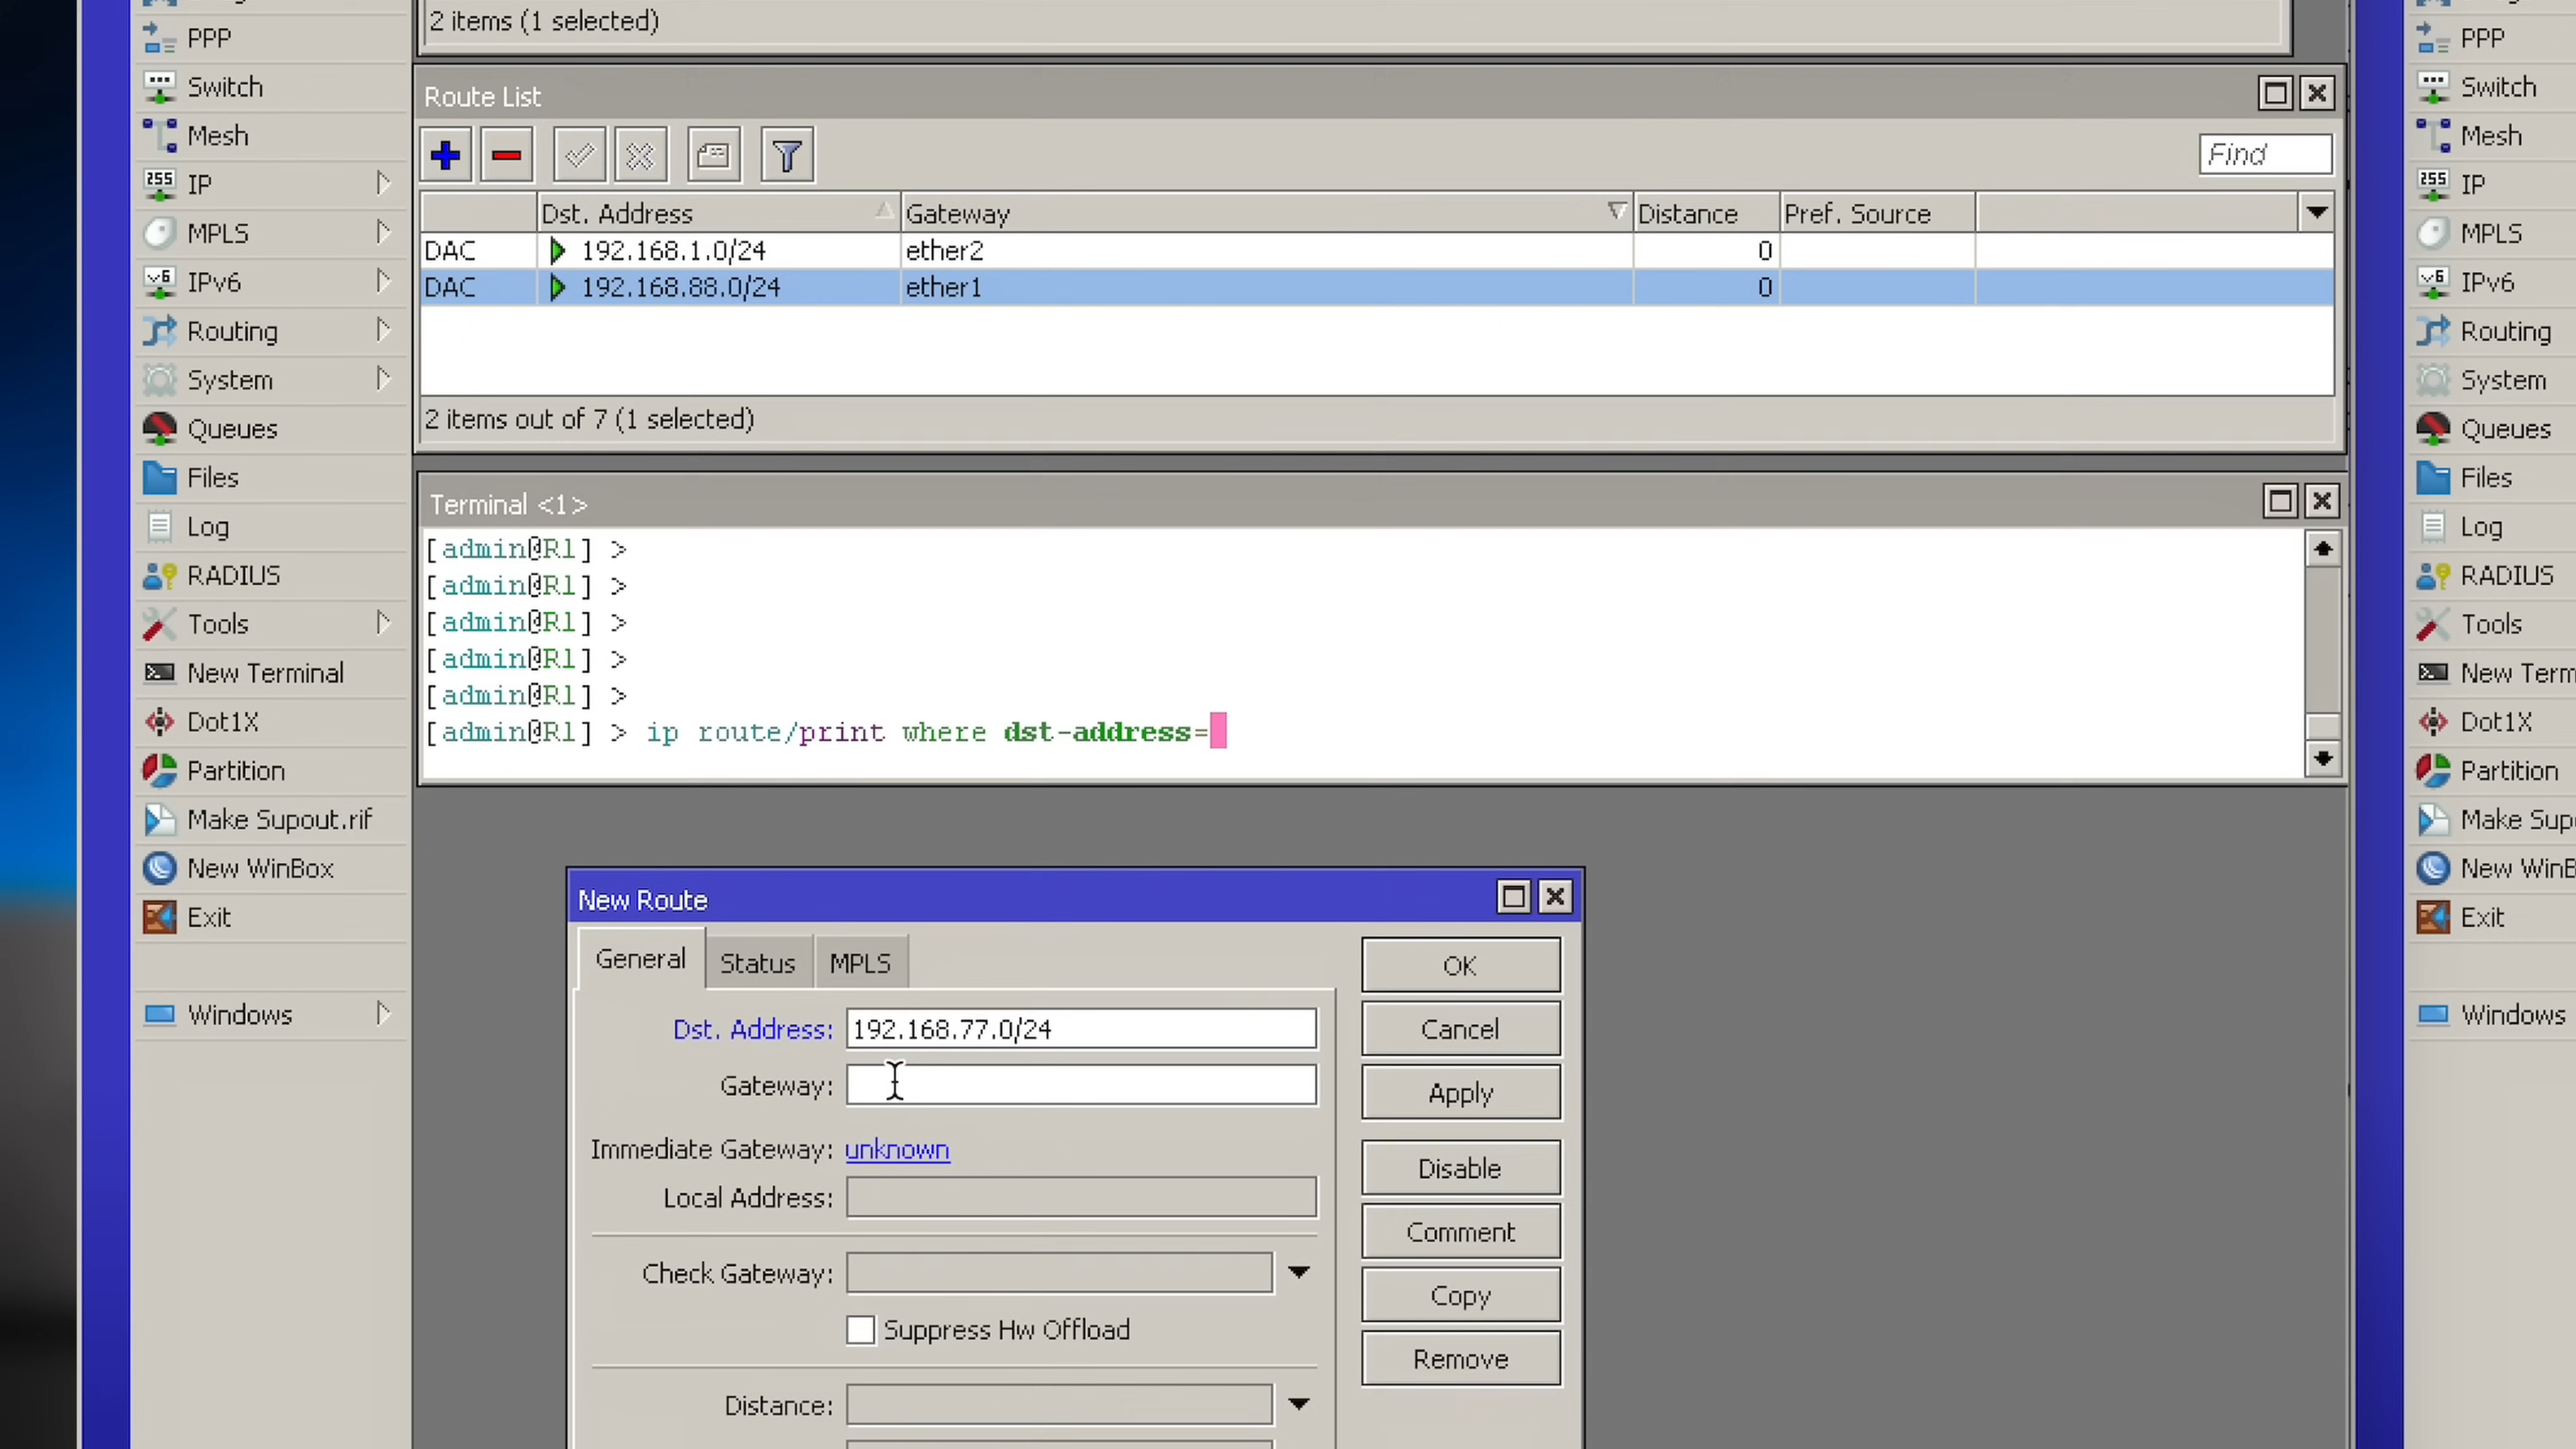 2 items (1 selected)
PPP
Switch
Mesh
IP
MPLS
IPv6
Routing
System
Queues
Files
Log
RADIUS
Tools
New Terminal
Dot1X
Partition
Make Supout.rif
New WinBox
Exit
Windows
Route List
Find
Dst. Address Gateway Distance Pref. Source
DAC 192.168.1.0/24 ether2 0
DAC 192.168.88.0/24 ether1 0
2 items out of 7 (1 selected)
Terminal <1>
[admin@R1] >
[admin@R1] >
[admin@R1] >
[admin@R1] >
[admin@R1] >
[admin@R1] > ip route/print where dst-address=
New Route
General Status MPLS
Dst. Address: 192.168.77.0/24
Gateway:
Immediate Gateway: unknown
Local Address:
Check Gateway:
Suppress Hw Offload
Distance:
OK
Cancel
Apply
Disable
Comment
Copy
Remove
PPP
Switch
Mesh
IP
MPLS
IPv6
Routing
System
Queues
Files
Log
RADIUS
Tools
New Term
Dot1X
Partition
Make Sup
New WinB
Exit
Windows